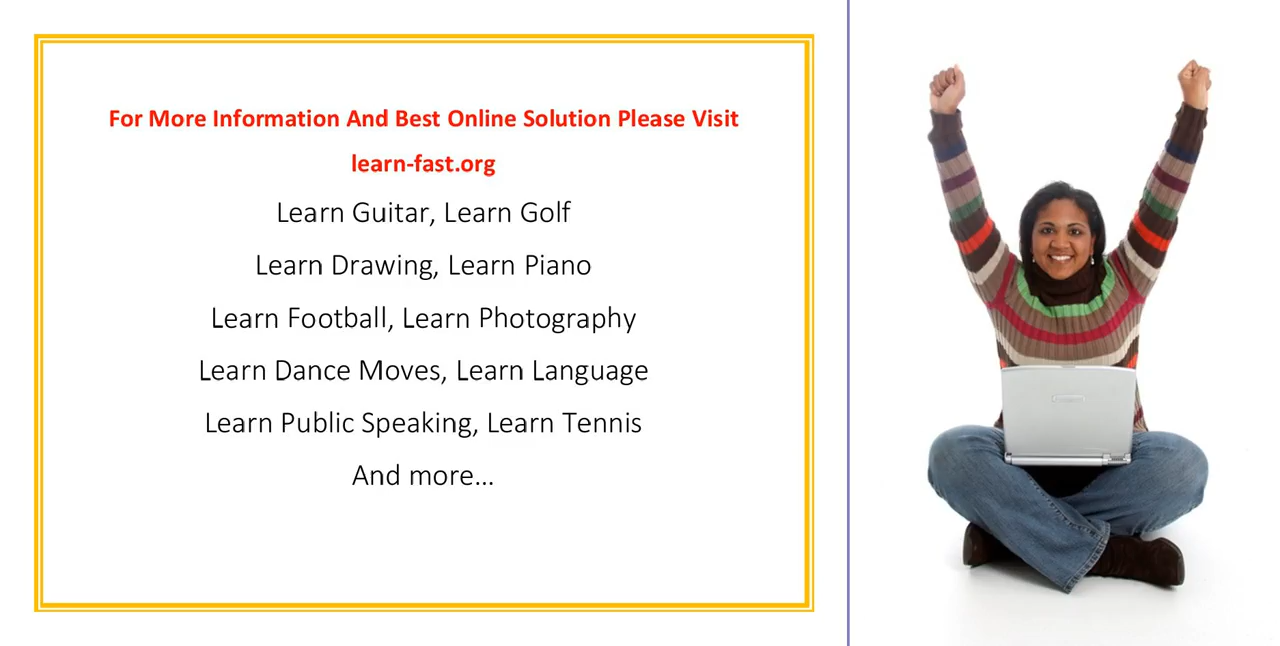 For More Information And Best Online Solution Please Visit
learn-fast.org
Learn Guitar, Learn Golf
Learn Drawing, Learn Piano
Learn Football, Learn Photography
Learn Dance Moves, Learn Language
Learn Public Speaking, Learn Tennis
And more…